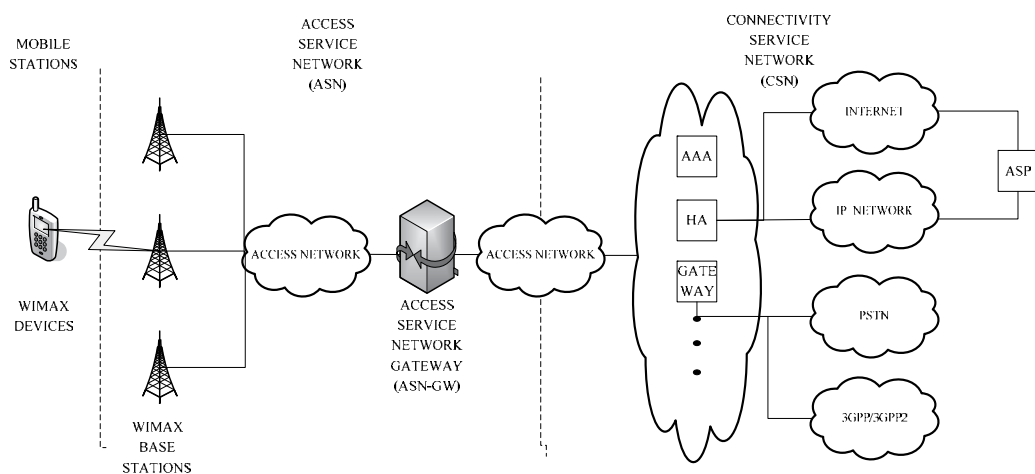 MOBILE
STATIONS
ACCESS
SERVICE
NETWORK
(ASN)
CONNECTIVITY
SERVICE
NETWORK
(CSN)
WIMAX
DEVICES
WIMAX
BASE
STATIONS
ACCESS NETWORK
ACCESS
SERVICE
NETWORK
GATEWAY
(ASN-GW)
ACCESS NETWORK
AAA
HA
GATE
WAY
INTERNET
IP NETWORK
ASP
PSTN
3GPP/3GPP2